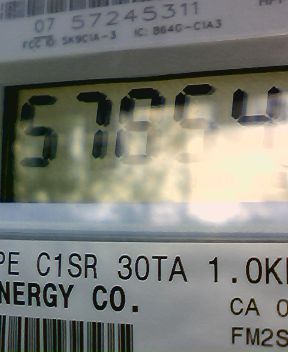 07 57245311
FCC ID: SK9C1A-3 IC: 864G-C1A3
57654
PE C1SR 30TA 1.0K
NERGY CO.
CA 0
FM2S